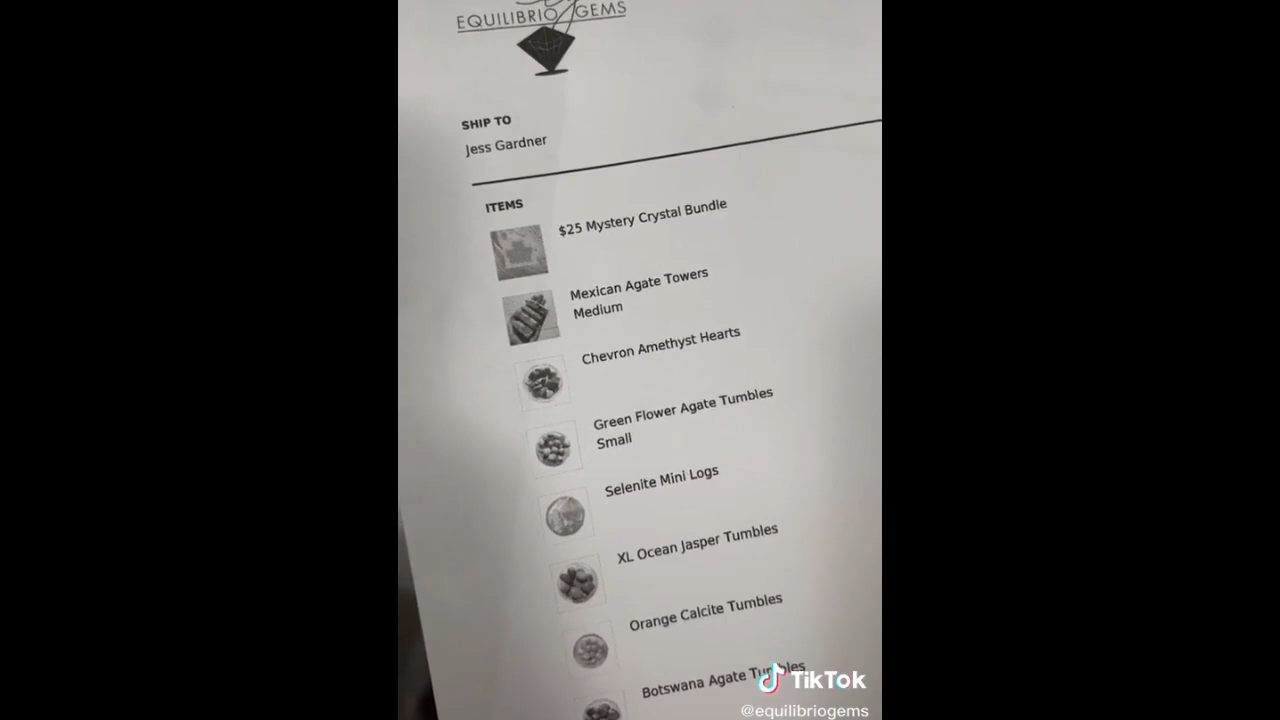 EQUILIBRIO GEMS
SHIP TO
Jess Gardner
ITEMS
$25 Mystery Crystal Bundle
Mexican Agate Towers
Medium
Chevron Amethyst Hearts
Green Flower Agate Tumbles
Small
Selenite Mini Logs
XL Ocean Jasper Tumbles
Orange Calcite Tumbles
Botswana Agate Tumbles
TikTok
@equilibriogems